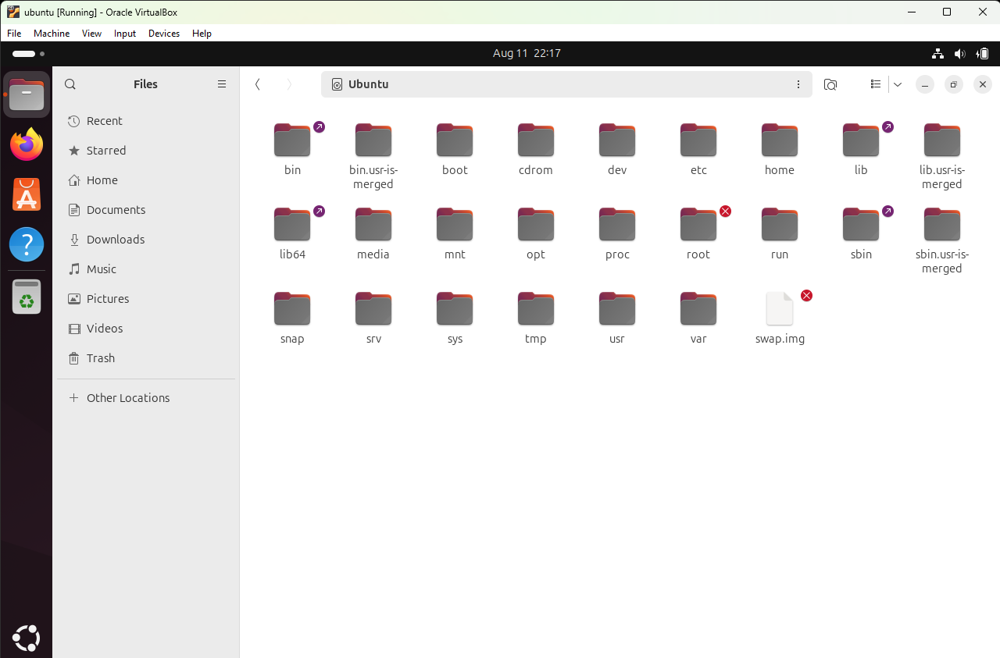 ubuntu [Running] - Oracle VirtualBox
File Machine View Input Devices Help
Aug 11 22:17
Files
Ubuntu
Recent
Starred
Home
Documents
Downloads
Music
Pictures
Videos
Trash
Other Locations
bin
bin.usr-is-
merged
boot
cdrom
dev
etc
home
lib
lib.usr-is-
merged
lib64
media
mnt
opt
proc
root
run
sbin
sbin.usr-is-
merged
snap
srv
sys
tmp
usr
var
swap.img